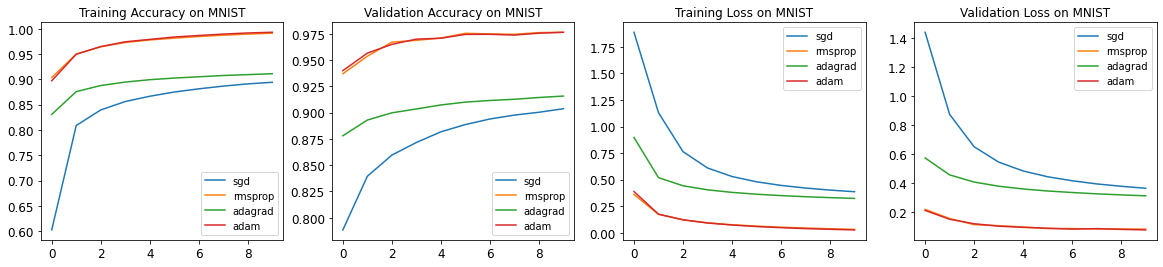 Training Accuracy on MNIST
1.00
0.95
0.90
0.85
0.80
0.75
0.70
0.65
0.60
0 2 4 6 8
sgd
rmsprop
adagrad
adam
Validation Accuracy on MNIST
0.975
0.950
0.925
0.900
0.875
0.850
0.825
0.800
0 2 4 6 8
sgd
rmsprop
adagrad
adam
Training Loss on MNIST
1.75
1.50
1.25
1.00
0.75
0.50
0.25
0.00
0 2 4 6 8
sgd
rmsprop
adagrad
adam
Validation Loss on MNIST
1.4
1.2
1.0
0.8
0.6
0.4
0.2
0 2 4 6 8
sgd
rmsprop
adagrad
adam